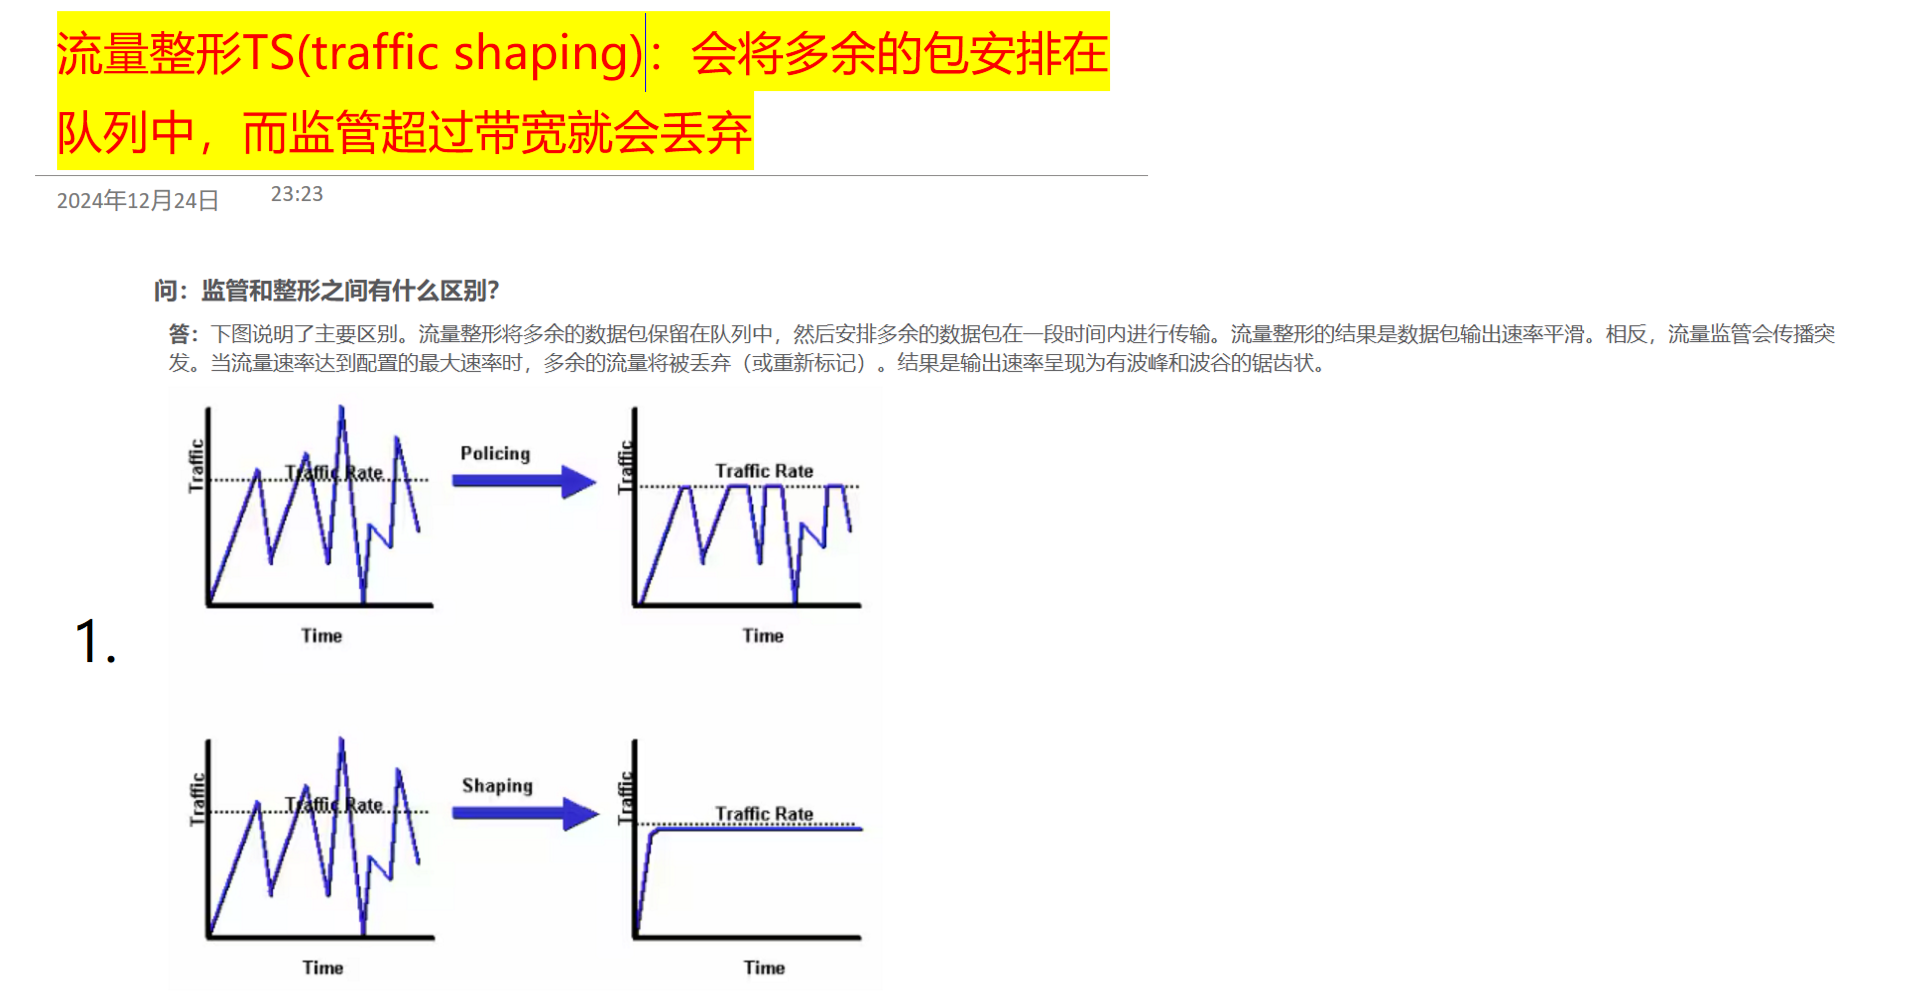 流量整形TS(traffic shaping)：会将多余的包安排在
队列中，而监管超过带宽就会丢弃
2024年12月24日 23:23
问：监管和整形之间有什么区别？
答：下图说明了主要区别。流量整形将多余的数据包保留在队列中，然后安排多余的数据包在一段时间内进行传输。流量整形的结果是数据包输出速率平滑。相反，流量监管会传播突
发。当流量速率达到配置的最大速率时，多余的流量将被丢弃（或重新标记）。结果是输出速率呈现为有波峰和波谷的锯齿状。
1.
Traffic
Traffic Rate
Time
Policing
Traffic
Traffic Rate
Time
Traffic
Traffic Rate
Time
Shaping
Traffic
Traffic Rate
Time